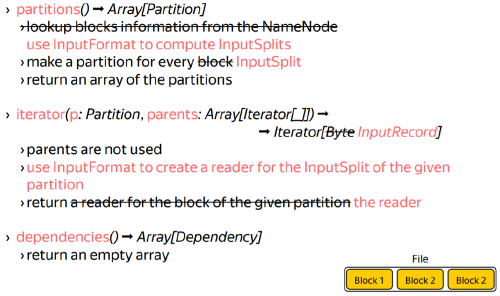 › partitions() ➞ Array[Partition]
› lookup blocks information from the NameNode
use InputFormat to compute InputSplits
› make a partition for every block InputSplit
› return an array of the partitions
› iterator(p: Partition, parents: Array[Iterator[_]]) ➞
➞ Iterator[Byte InputRecord]
› parents are not used
› use InputFormat to create a reader for the InputSplit of the given
partition
› return a reader for the block of the given partition the reader
› dependencies() ➞ Array[Dependency]
› return an empty array
File
Block 1 Block 2 Block 2